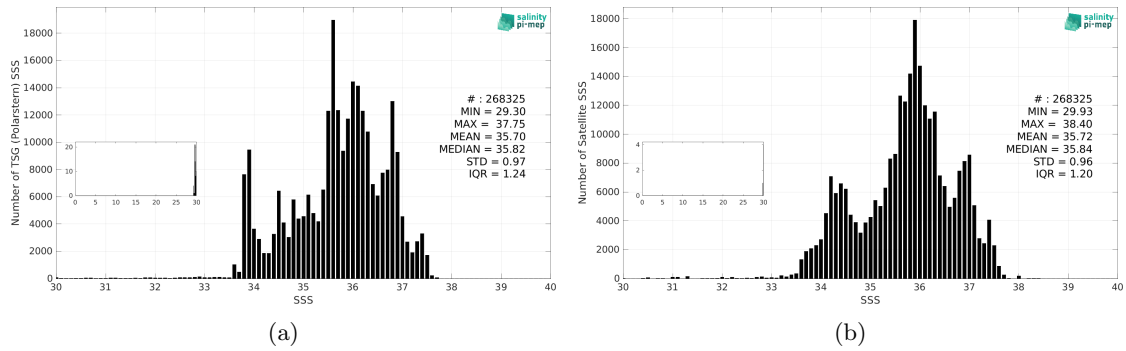 salinity
pi-mep
Number of TSG (Polarstern) SSS
18000
16000
14000
12000
10000
8000
6000
4000
2000
0
# : 268325
MIN = 29.30
MAX = 37.75
MEAN = 35.70
MEDIAN = 35.82
STD = 0.97
IQR = 1.24
20
10
0
0 5 10 15 20 25 30
30 31 32 33 34 35 36 37 38 39 40
SSS
(a)
salinity
pi-mep
Number of Satellite SSS
18000
16000
14000
12000
10000
8000
6000
4000
2000
0
# : 268325
MIN = 29.93
MAX = 38.40
MEAN = 35.72
MEDIAN = 35.84
STD = 0.96
IQR = 1.20
4
2
0
0 5 10 15 20 25 30
30 31 32 33 34 35 36 37 38 39 40
SSS
(b)